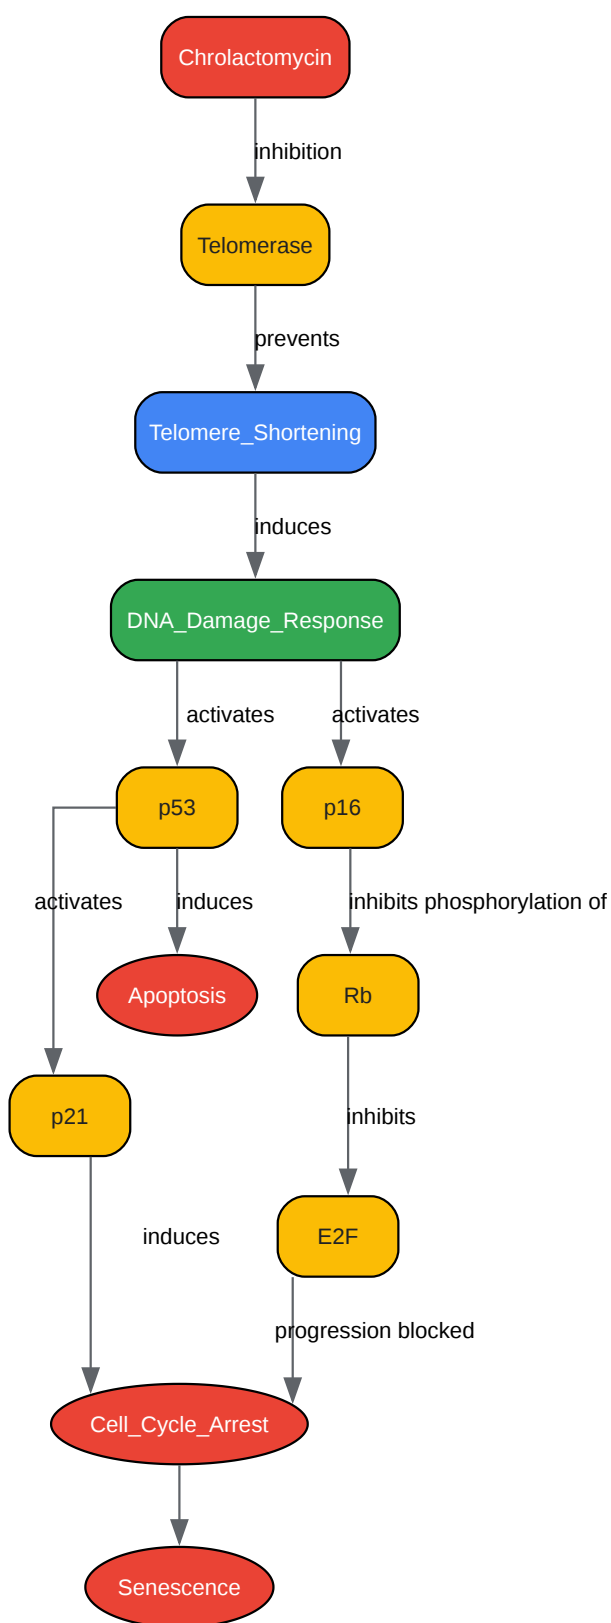 Chrolactomycin
inhibition
Telomerase
prevents
Telomere_Shortening
induces
DNA_Damage_Response
activates
activates
p53
p16
activates
induces
inhibits phosphorylation of
Apoptosis
Rb
p21
inhibits
induces
E2F
progression blocked
Cell_Cycle_Arrest
Senescence